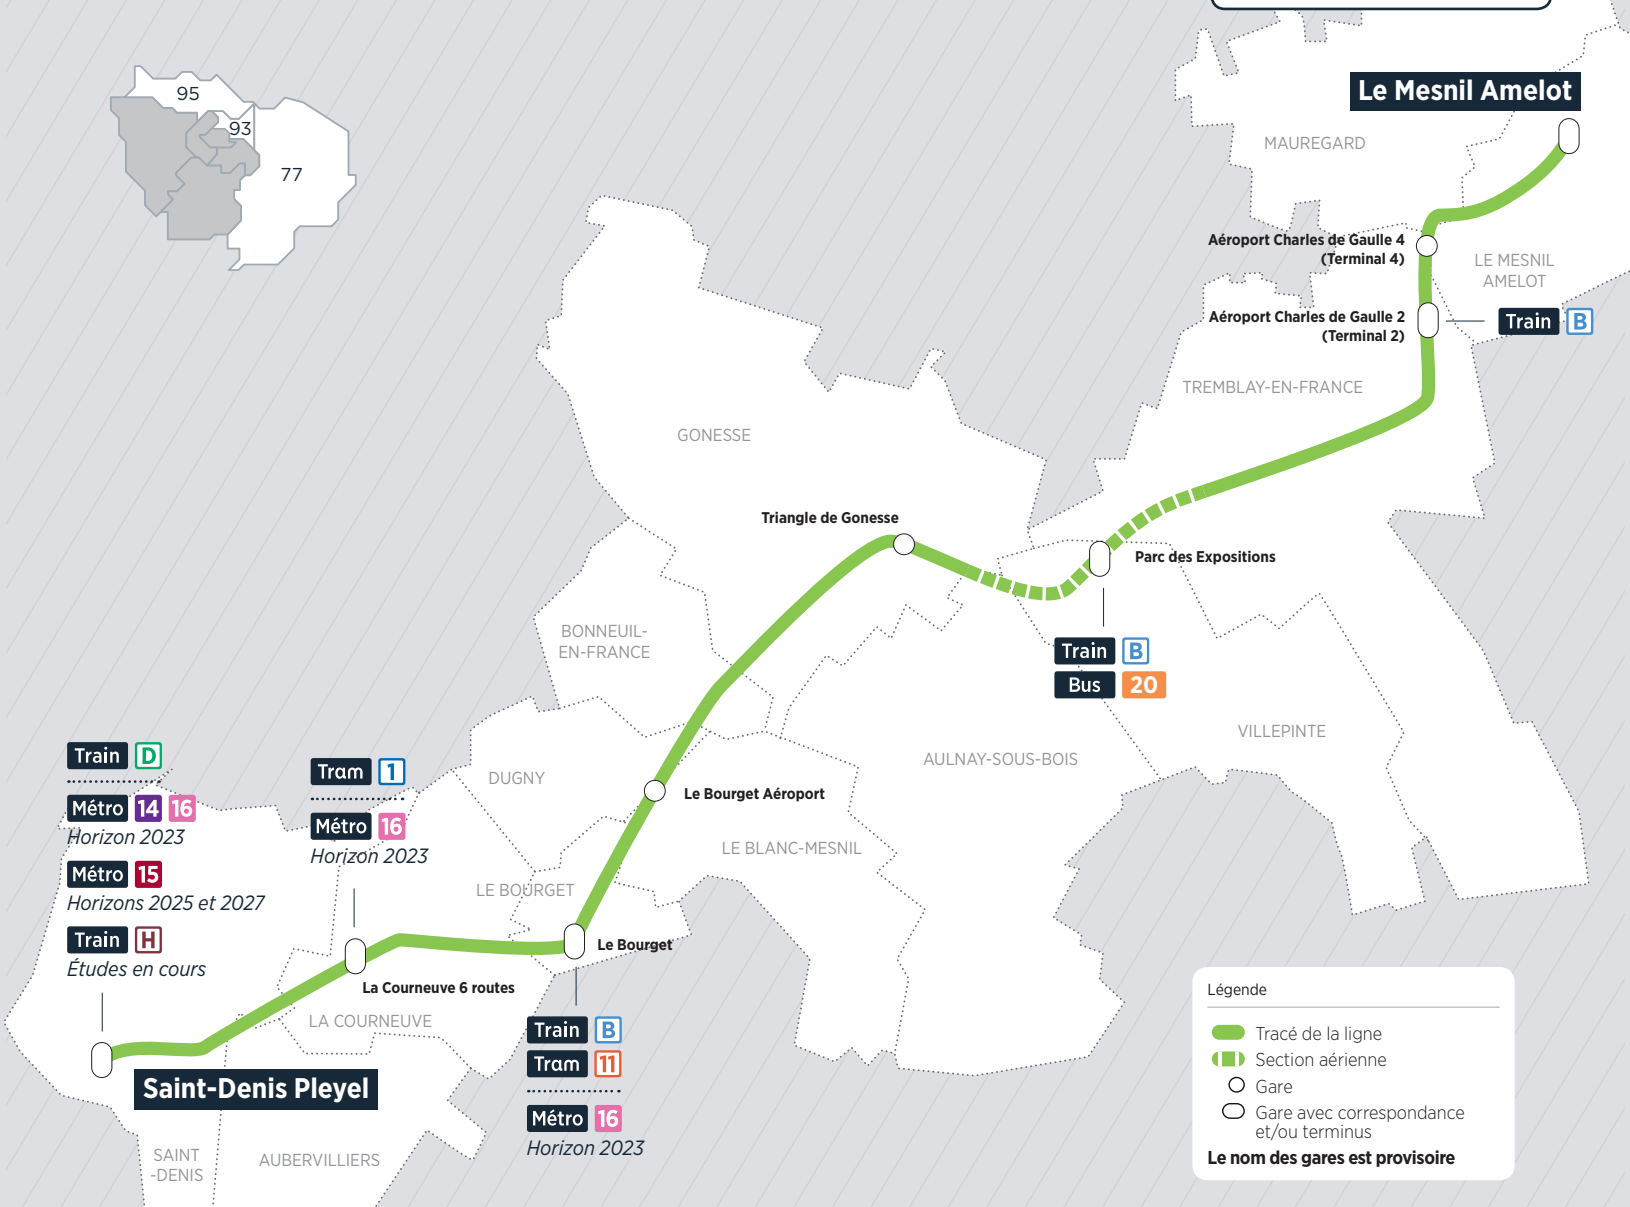 95
93
77
Le Mesnil Amelot
MAUREGARD
Aéroport Charles de Gaulle 4
(Terminal 4)
LE MESNIL
AMELOT
Aéroport Charles de Gaulle 2
(Terminal 2)
Train B
TREMBLAY-EN-FRANCE
GONESSE
Triangle de Gonesse
Parc des Expositions
Train B
Bus 20
BONNEUIL-
EN-FRANCE
VILLEPINTE
AULNAY-SOUS-BOIS
DUGNY
Le Bourget Aéroport
LE BLANC-MESNIL
LE BOURGET
Train D
Métro 14 16
Horizon 2023
Métro 15
Horizons 2025 et 2027
Train H
Études en cours
Tram 1
Métro 16
Horizon 2023
Le Bourget
La Courneuve 6 routes
LA COURNEUVE
Train B
Tram 11
Métro 16
Horizon 2023
Saint-Denis Pleyel
SAINT
-DENIS
AUBERVILLIERS
Légende
Tracé de la ligne
Section aérienne
Gare
Gare avec correspondance
et/ou terminus
Le nom des gares est provisoire